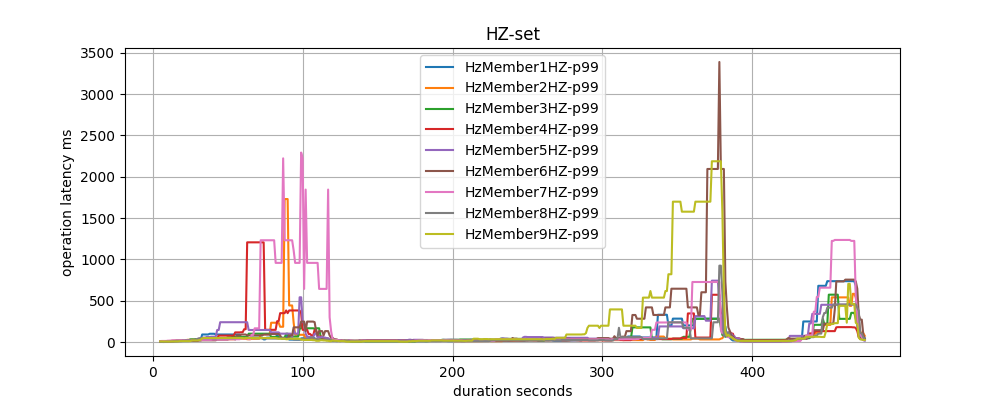 HZ-set
operation latency ms
3500
3000
2500
2000
1500
1000
500
0
HzMember1HZ-p99
HzMember2HZ-p99
HzMember3HZ-p99
HzMember4HZ-p99
HzMember5HZ-p99
HzMember6HZ-p99
HzMember7HZ-p99
HzMember8HZ-p99
HzMember9HZ-p99
0 100 200 300 400
duration seconds